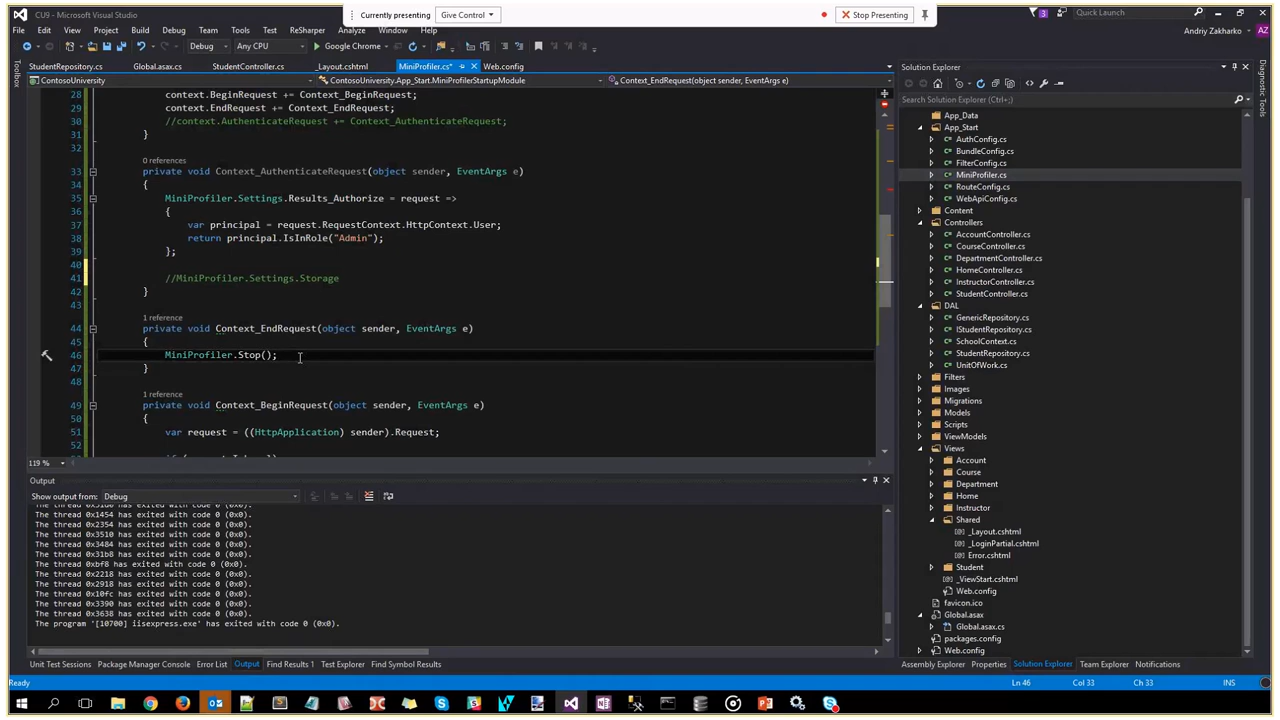 CU9 - Microsoft Visual Studio
Currently presenting Give Control Stop Presenting
3 Quick Launch
File Edit View Project Build Debug Team Test ReSharper Analyze Window Help
Andriy Zakharko AZ
Debug Any CPU Google Chrome
StudentRepository.cs Global.asax.cs StudentController.cs _Layout.cshtml MiniProfiler.cs* Web.config
ContosoUniversity ContosoUniversity.App_Start.MiniProfilerStartupModule Context_EndRequest(object sender, EventArgs e)
28 context.BeginRequest += Context_BeginRequest;
29 context.EndRequest += Context_EndRequest;
30 //context.AuthenticateRequest += Context_AuthenticateRequest;
31 }
32
0 references
33 private void Context_AuthenticateRequest(object sender, EventArgs e)
34 {
35 MiniProfiler.Settings.Results_Authorize = request =>
36 {
37 var principal = request.RequestContext.HttpContext.User;
38 return principal.IsInRole("Admin");
39 };
40
41 //MiniProfiler.Settings.Storage
42 }
43
1 reference
44 private void Context_EndRequest(object sender, EventArgs e)
45 {
46 MiniProfiler.Stop();
47 }
48
1 reference
49 private void Context_BeginRequest(object sender, EventArgs e)
50 {
51 var request = ((HttpApplication) sender).Request;
52
119 %
Output
Show output from: Debug
The thread 0x1454 has exited with code 0 (0x0).
The thread 0x2354 has exited with code 0 (0x0).
The thread 0x3510 has exited with code 0 (0x0).
The thread 0x3484 has exited with code 0 (0x0).
The thread 0x31b8 has exited with code 0 (0x0).
The thread 0xbf8 has exited with code 0 (0x0).
The thread 0x2218 has exited with code 0 (0x0).
The thread 0x2918 has exited with code 0 (0x0).
The thread 0x10fc has exited with code 0 (0x0).
The thread 0x3390 has exited with code 0 (0x0).
The thread 0x3638 has exited with code 0 (0x0).
The program '[10700] iisexpress.exe' has exited with code 0 (0x0).
Unit Test Sessions Package Manager Console Error List Output Find Results 1 Test Explorer Find Symbol Results
Toolbox
Solution Explorer
Search Solution Explorer
App_Data
App_Start
AuthConfig.cs
BundleConfig.cs
FilterConfig.cs
MiniProfiler.cs
RouteConfig.cs
WebApiConfig.cs
Content
Controllers
AccountController.cs
CourseController.cs
DepartmentController.cs
HomeController.cs
InstructorController.cs
StudentController.cs
DAL
GenericRepository.cs
IStudentRepository.cs
SchoolContext.cs
StudentRepository.cs
UnitOfWork.cs
Filters
Images
Migrations
Models
Scripts
ViewModels
Views
Account
Course
Department
Home
Instructor
Shared
_Layout.cshtml
_LoginPartial.cshtml
Error.cshtml
Student
_ViewStart.cshtml
Web.config
favicon.ico
Global.asax
Global.asax.cs
packages.config
Web.config
Assembly Explorer Properties Solution Explorer Team Explorer Notifications
Diagnostic Tools
Ready Ln 46 Col 33 Ch 33 INS